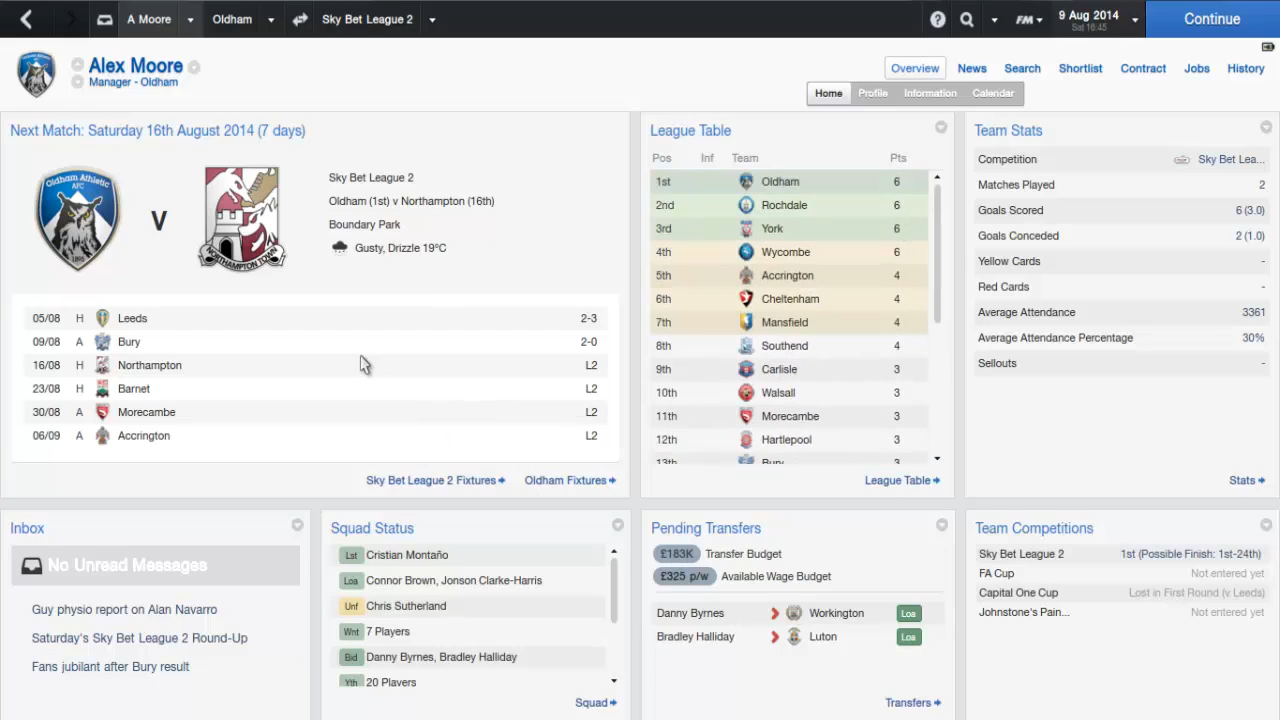 A Moore Oldham Sky Bet League 2 ? FM 9 Aug 2014 Continue
Sat 16:45
Alex Moore
Manager - Oldham
Overview News Search Shortlist Contract Jobs History
Home Profile Information Calendar
Next Match: Saturday 16th August 2014 (7 days)
Oldham Athletic
AFC
1895
V
NORTHAMPTON TOWN
Sky Bet League 2
Oldham (1st) v Northampton (16th)
Boundary Park
Gusty, Drizzle 19°C
05/08 H Leeds 2-3
09/08 A Bury 2-0
16/08 H Northampton L2
23/08 H Barnet L2
30/08 A Morecambe L2
06/09 A Accrington L2
Sky Bet League 2 Fixtures Oldham Fixtures
League Table
Pos Inf Team Pts
1st Oldham 6
2nd Rochdale 6
3rd York 6
4th Wycombe 6
5th Accrington 4
6th Cheltenham 4
7th Mansfield 4
8th Southend 4
9th Carlisle 3
10th Walsall 3
11th Morecambe 3
12th Hartlepool 3
13th Bury 3
League Table
Team Stats
Competition Sky Bet Lea...
Matches Played 2
Goals Scored 6 (3.0)
Goals Conceded 2 (1.0)
Yellow Cards -
Red Cards -
Average Attendance 3361
Average Attendance Percentage 30%
Sellouts -
Stats
Inbox
No Unread Messages
Guy physio report on Alan Navarro
Saturday's Sky Bet League 2 Round-Up
Fans jubilant after Bury result
Squad Status
Lst Cristian Montaño
Loa Connor Brown, Jonson Clarke-Harris
Unf Chris Sutherland
Wnt 7 Players
Bid Danny Byrnes, Bradley Halliday
Yth 20 Players
Squad
Pending Transfers
£183K Transfer Budget
£325 p/w Available Wage Budget
Danny Byrnes Workington Loa
Bradley Halliday Luton Loa
Transfers
Team Competitions
Sky Bet League 2 1st (Possible Finish: 1st-24th)
FA Cup Not entered yet
Capital One Cup Lost in First Round (v Leeds)
Johnstone's Pain... Not entered yet